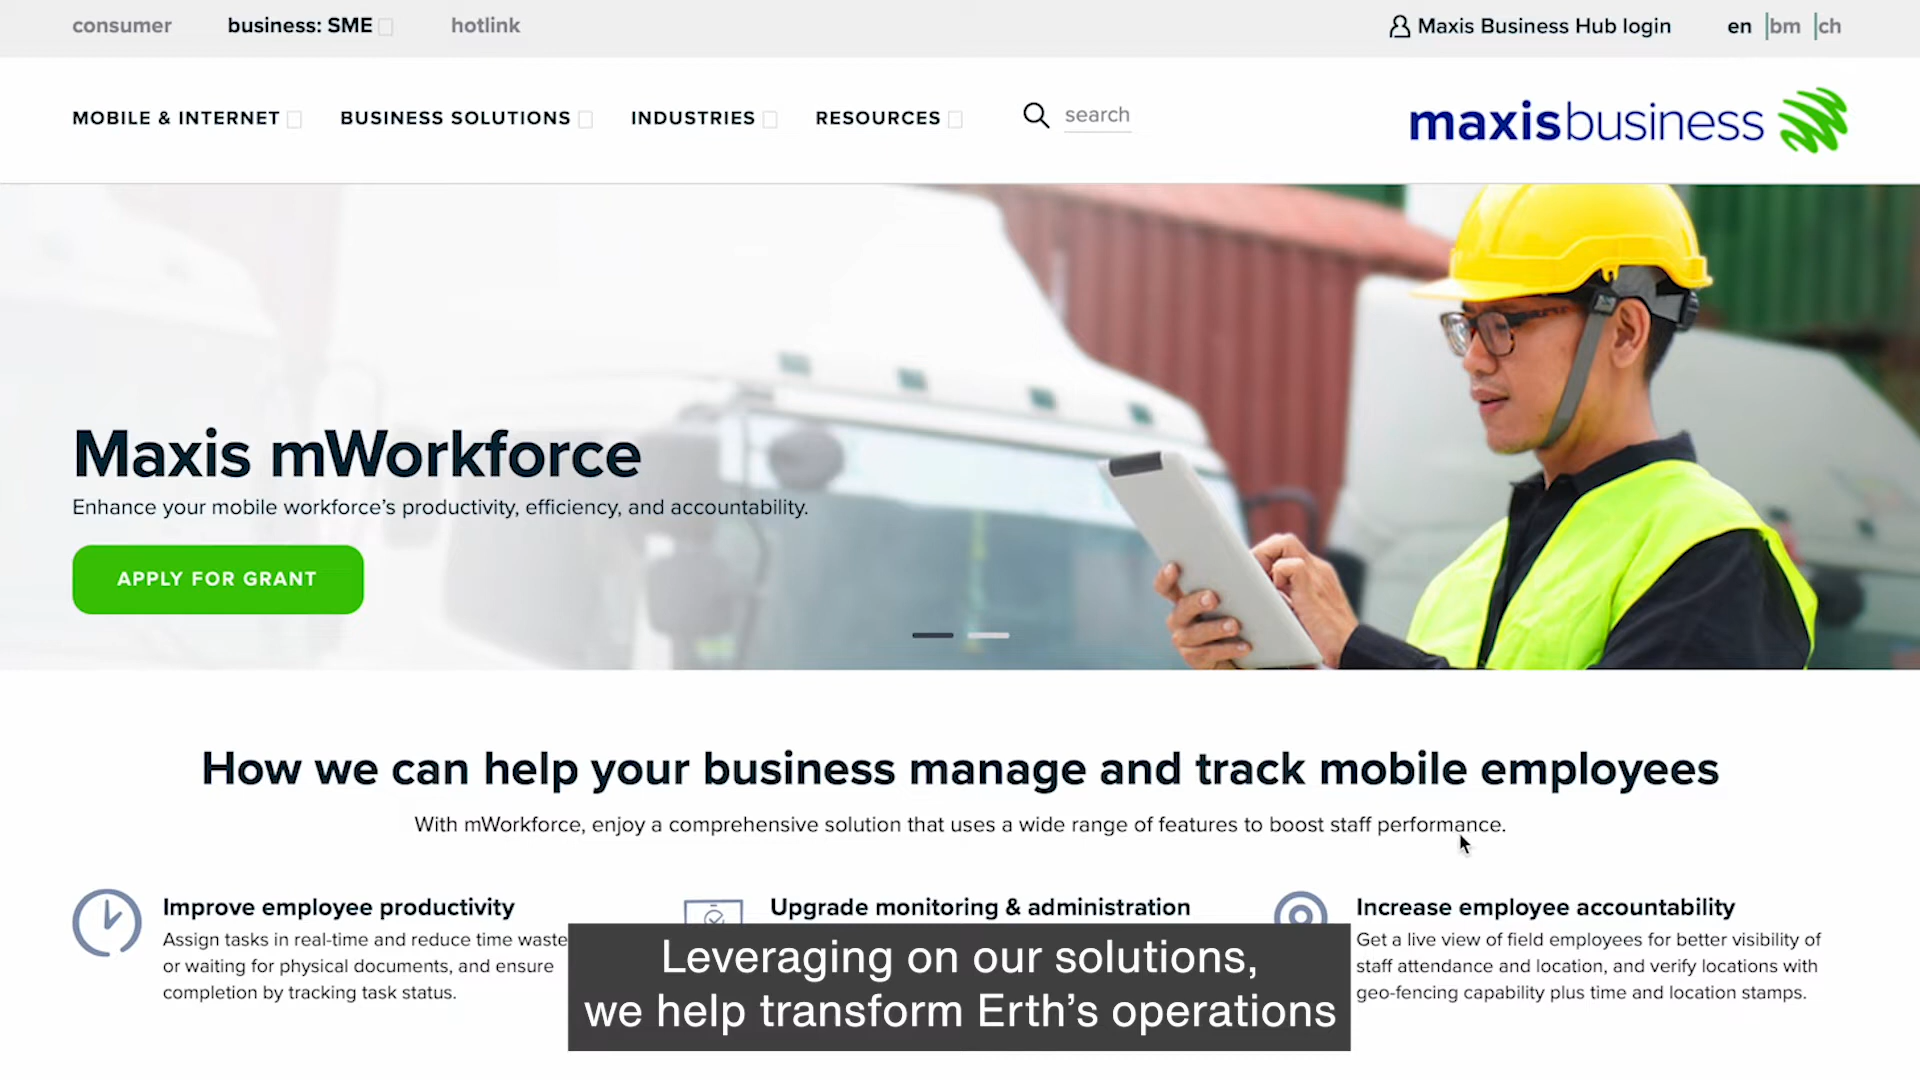 consumer
business: SME
hotlink
Maxis Business Hub login
en |bm |ch
MOBILE & INTERNET
BUSINESS SOLUTIONS
INDUSTRIES
RESOURCES
search
maxisbusiness
Maxis mWorkforce
Enhance your mobile workforce’s productivity, efficiency, and accountability.
APPLY FOR GRANT
How we can help your business manage and track mobile employees
With mWorkforce, enjoy a comprehensive solution that uses a wide range of features to boost staff performance.
Improve employee productivity
Assign tasks in real-time and reduce time waste
or waiting for physical documents, and ensure
completion by tracking task status.
Upgrade monitoring & administration
Increase employee accountability
Get a live view of field employees for better visibility of
staff attendance and location, and verify locations with
geo-fencing capability plus time and location stamps.
Leveraging on our solutions,
we help transform Erth’s operations